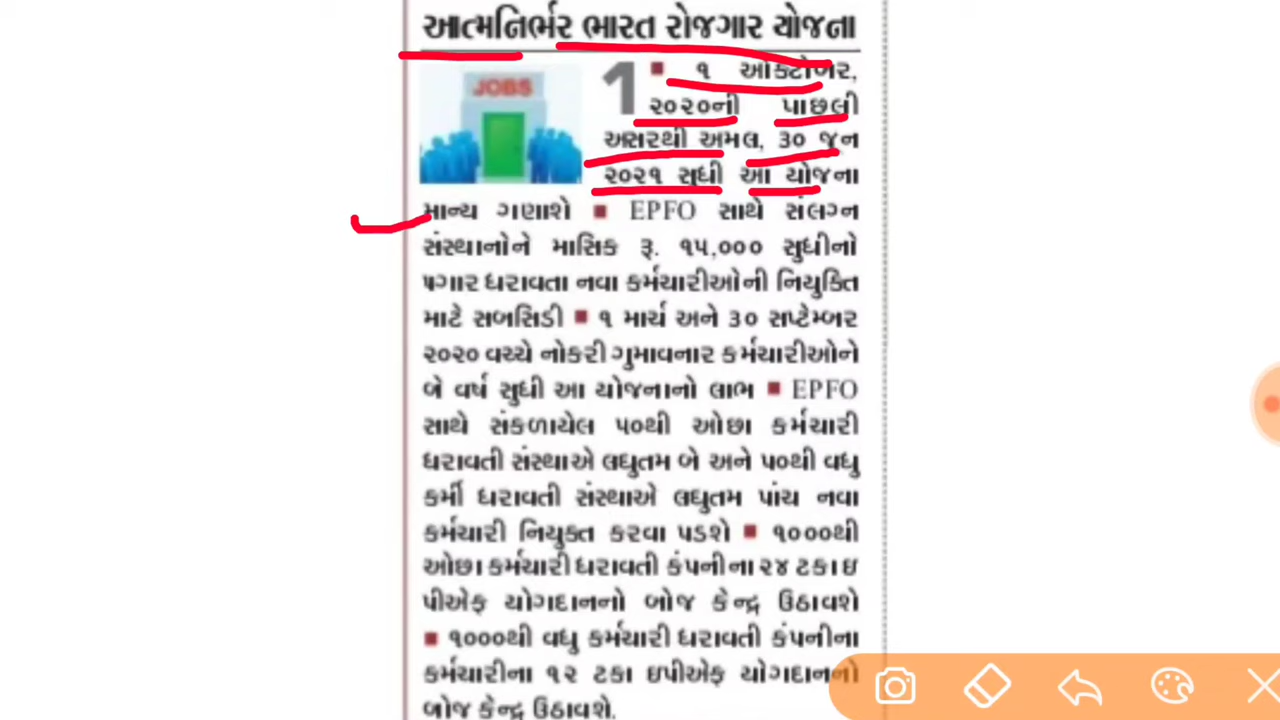 આત્મનિર્ભર ભારત રોજગાર યોજના
JOBS
1 ■ ૧ ઓક્ટોબર,
૨૦૨૦ની પાછલી
અસરથી અમલ, ૩૦ જૂન
૨૦૨૧ સુધી આ યોજના
માન્ય ગણાશે ■ EPFO સાથે સંલગ્ન
સંસ્થાનોને માસિક રૂ. ૧૫,૦૦૦ સુધીનો
પગાર ધરાવતા નવા કર્મચારીઓની નિયુક્તિ
માટે સબસિડી ■ ૧ માર્ચ અને ૩૦ સપ્ટેમ્બર
૨૦૨૦ વચ્ચે નોકરી ગુમાવનાર કર્મચારીઓને
બે વર્ષ સુધી આ યોજનાનો લાભ ■ EPFO
સાથે સંકળાયેલ ૫૦થી ઓછા કર્મચારી
ધરાવતી સંસ્થાએ લઘુતમ બે અને ૫૦થી વધુ
કર્મી ધરાવતી સંસ્થાએ લઘુતમ પાંચ નવા
કર્મચારી નિયુક્ત કરવા પડશે ■ ૧૦૦૦થી
ઓછા કર્મચારી ધરાવતી કંપનીના ૨૪ ટકા ઇ
પીએફ યોગદાનનો બોજ કેન્દ્ર ઉઠાવશે
■ ૧૦૦૦થી વધુ કર્મચારી ધરાવતી કંપનીના
કર્મચારીના ૧૨ ટકા ઇપીએફ યોગદાનનો
બોજ કેન્દ્ર ઉઠાવશે.